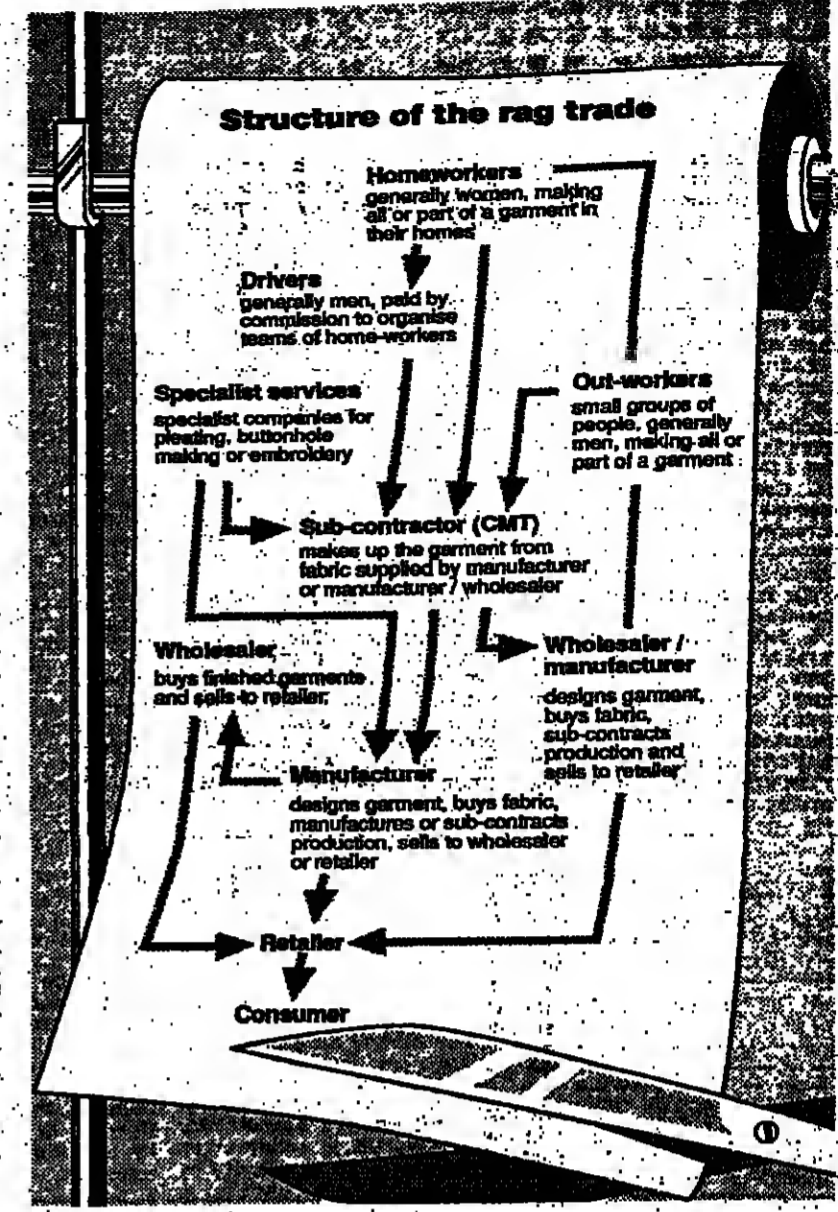 Structure of the rag trade
Homeworkers
generally women, making
all or part of a garment in
their homes
Drivers
generally men, paid by
commission to organise
teams of home-workers
Specialist services
specialist companies for
pleating, buttonhole
making or embroidery
Out-workers
small groups of
people, generally
men, making all or
part of a garment
Sub-contractor (CMT)
makes up the garment from
fabric supplied by manufacturer
or manufacturer / wholesaler
Wholesaler
buys finished garments
and sells to retailer
Wholesaler /
manufacturer
designs garment,
buys fabric,
sub-contracts
production and
sells to retailer
Manufacturer
designs garment, buys fabric,
manufactures or sub-contracts
production, sells to wholesaler
or retailer
Retailer
Consumer